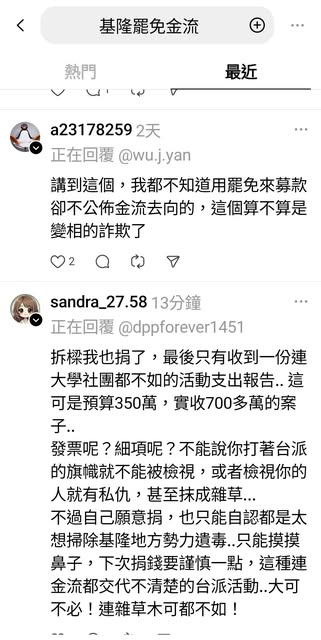 基隆罷免金流
熱門
最近
a23178259 2天
正在回覆 @wu.j.yan
講到這個，我都不知道用罷免來募款
卻不公佈金流去向的，這個算不算是
變相的詐欺了
2
sandra_27.58 13分鐘
正在回覆 @dppforever1451
拆樑我也捐了，最後只有收到一份連
大學社團都不如的活動支出報告.. 這
可是預算350萬，實收700多萬的案
子..
發票呢？細項呢？不能說你打著台派
的旗幟就不能被檢視，或者檢視你的
人就有私仇，甚至抹成雜草...
不過自己願意捐，也只能自認都是太
想掃除基隆地方勢力遺毒..只能摸摸
鼻子，下次捐錢要謹慎一點，這種連
金流都交代不清楚的台派活動..大可
不必！連雜草木可都不如！